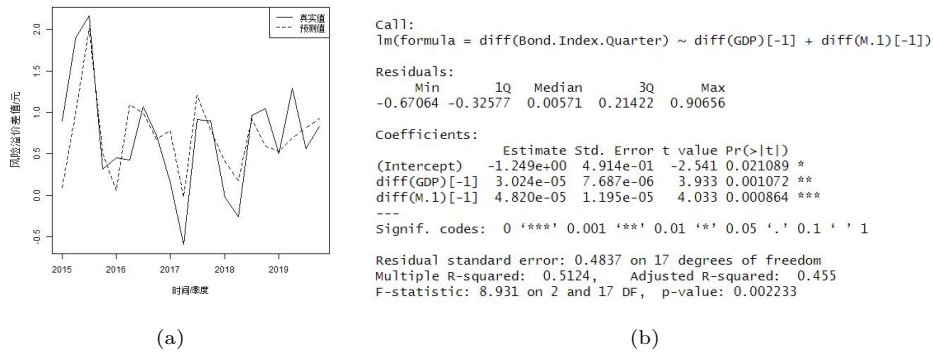 真实值
预测值
2.0
1.5
1.0
0.5
0.0
-0.5
风险溢价差值/元
2015 2016 2017 2018 2019
时间/季度
(a)
Call:
lm(formula = diff(Bond.Index.Quarter) ~ diff(GDP)[-1] + diff(M.1)[-1])
Residuals:
Min 1Q Median 3Q Max
-0.67064 -0.32577 0.00571 0.21422 0.90656
Coefficients:
Estimate Std. Error t value Pr(>|t|)
(Intercept) -1.249e+00 4.914e-01 -2.541 0.021089 *
diff(GDP)[-1] 3.024e-05 7.687e-06 3.933 0.001072 **
diff(M.1)[-1] 4.820e-05 1.195e-05 4.033 0.000864 ***
---
Signif. codes: 0 ‘***’ 0.001 ‘**’ 0.01 ‘*’ 0.05 ‘.’ 0.1 ‘ ’ 1
Residual standard error: 0.4837 on 17 degrees of freedom
Multiple R-squared: 0.5124, Adjusted R-squared: 0.455
F-statistic: 8.931 on 2 and 17 DF, p-value: 0.002233
(b)